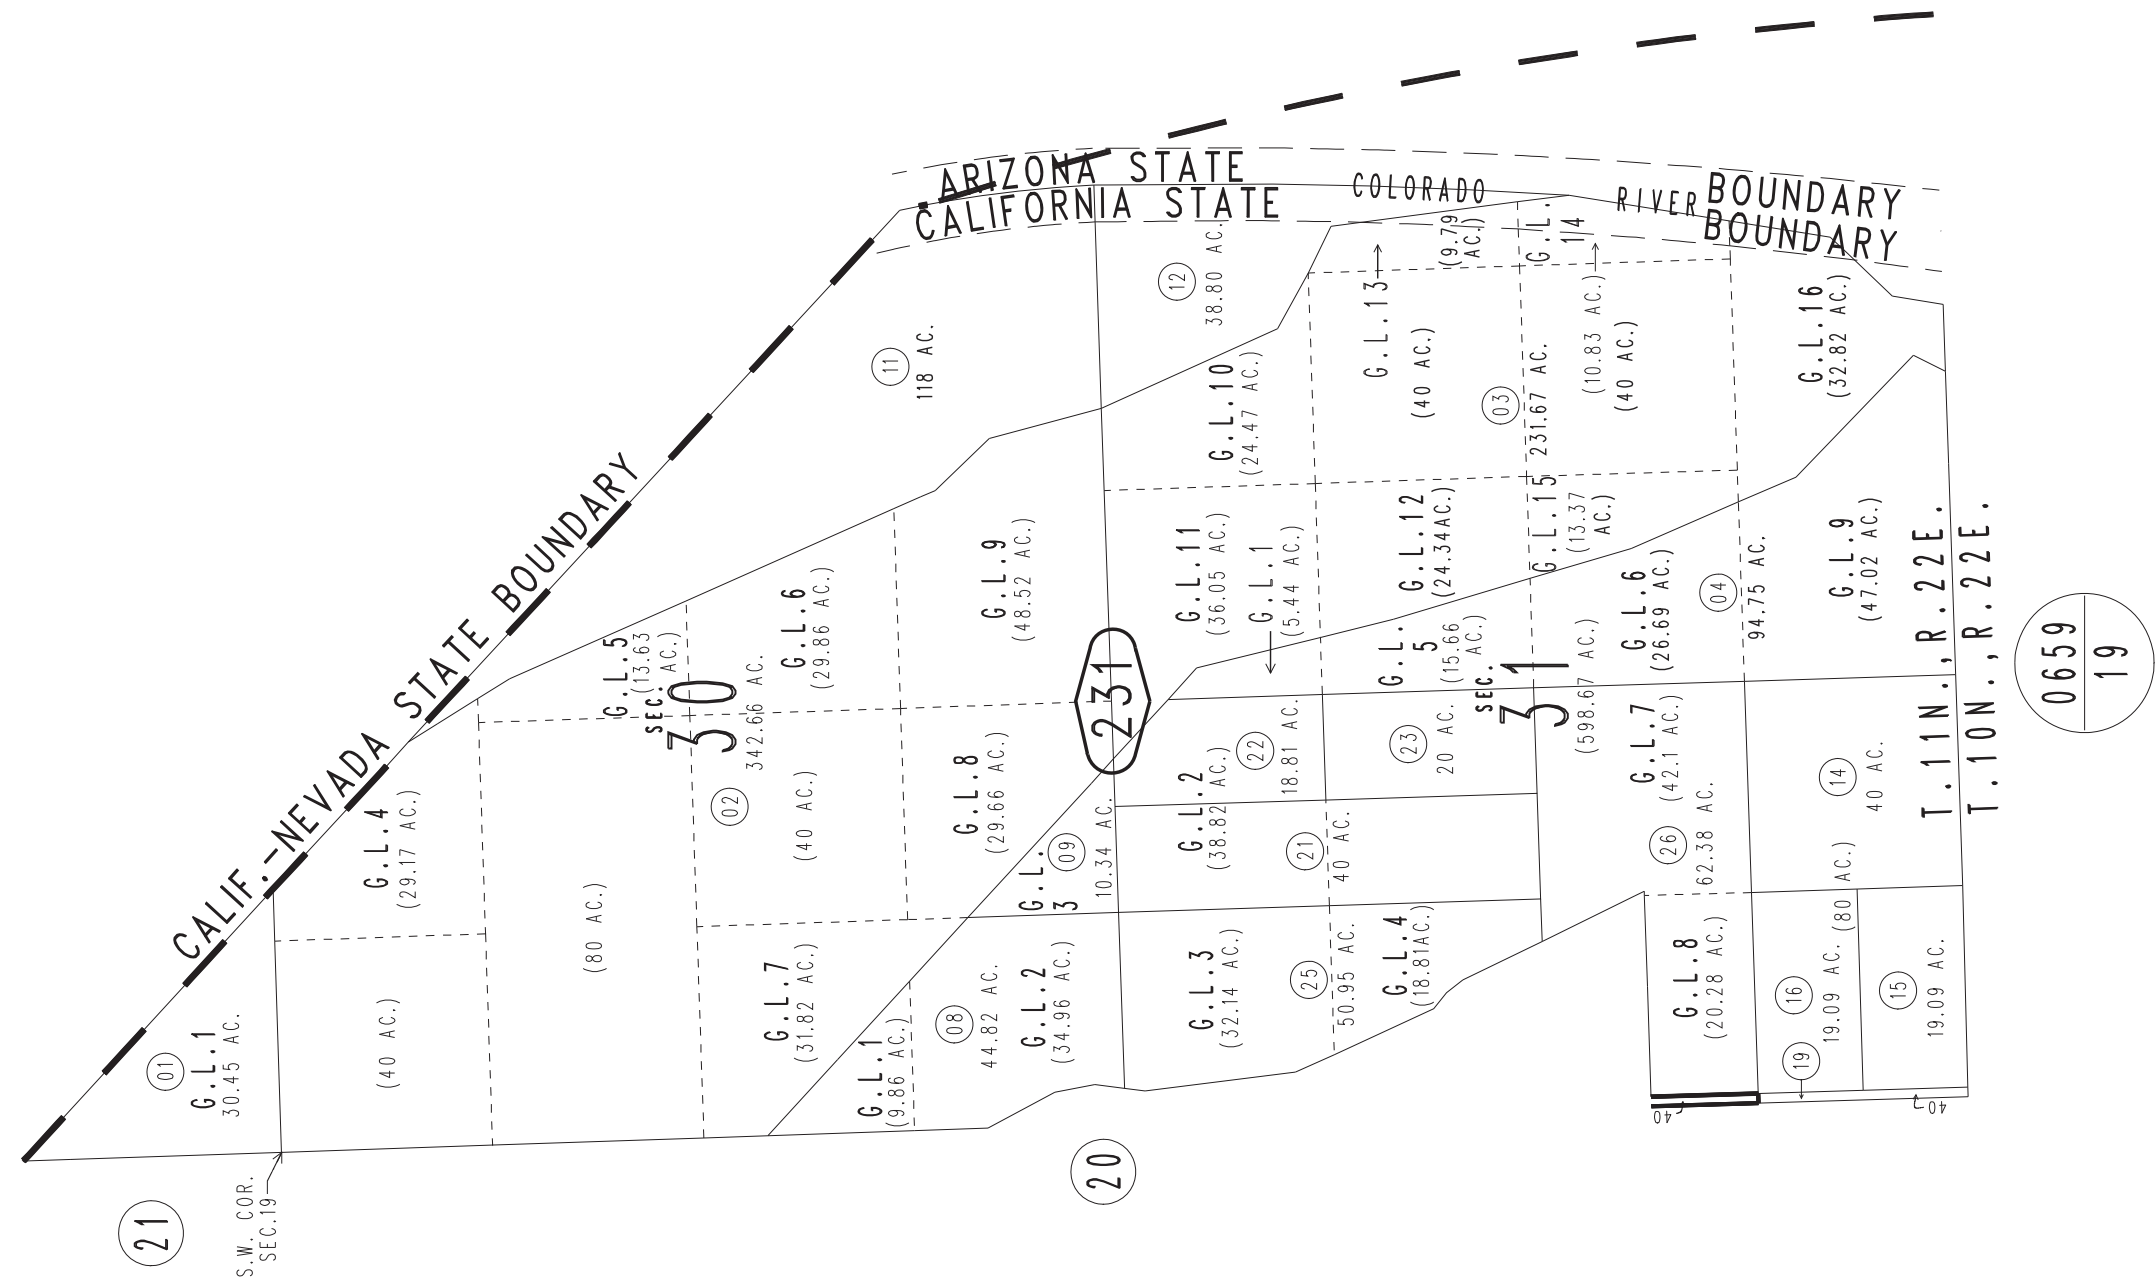 CALIF.-NEVADA STATE BOUNDARY
ARIZONA STATE BOUNDARY
CALIFORNIA STATE BOUNDARY
COLORADO RIVER
01
G.L.1
30.45 AC.
G.L.4
(29.17 AC.)
(40 AC.)
(80 AC.)
G.L.5
(13.63
AC.)
SEC.
30
342.66 AC.
02
(40 AC.)
G.L.6
(29.86 AC.)
G.L.7
(31.82 AC.)
G.L.8
(29.66 AC.)
G.L.9
(48.52 AC.)
11
118 AC.
12
38.80 AC.
G.L.1
(9.86 AC.)
08
44.82 AC.
G.L.2
(34.96 AC.)
G.L.
3
09
10.34 AC.
231
G.L.10
(24.47 AC.)
G.L.11
(36.05 AC.)
G.L.1
(5.44 AC.)
G.L.13
(40 AC.)
(9.79
AC.)
G.L.
14
(10.83 AC.)
(40 AC.)
03
231.67 AC.
G.L.12
(24.34AC.)
G.L.15
(13.37
AC.)
G.L.16
(32.82 AC.)
G.L.
5
(15.66
AC.)
SEC.
31
(598.67 AC.)
G.L.6
(26.69 AC.)
04
94.75 AC.
G.L.9
(47.02 AC.)
G.L.2
(38.82 AC.)
22
18.81 AC.
23
20 AC.
21
40 AC.
G.L.7
(42.1 AC.)
26
62.38 AC.
14
40 AC.
G.L.3
(32.14 AC.)
25
50.95 AC.
G.L.4
(18.81AC.)
G.L.8
(20.28 AC.)
(80 AC.)
16
19.09 AC.
15
19.09 AC.
19
40
40
T.11N.,R.22E.
T.10N.,R.22E.
0659
19
S.W. COR.
SEC.19
21
20